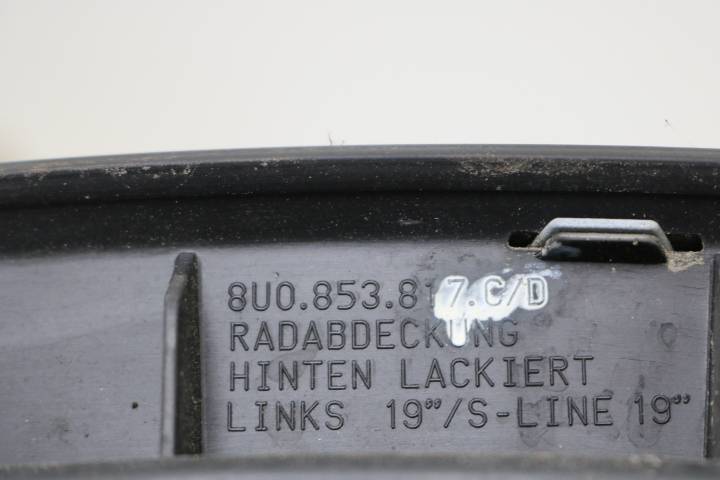 8U0.853.817.C/D
RADABDECKUNG
HINTEN LACKIERT
LINKS 19"/S-LINE 19"